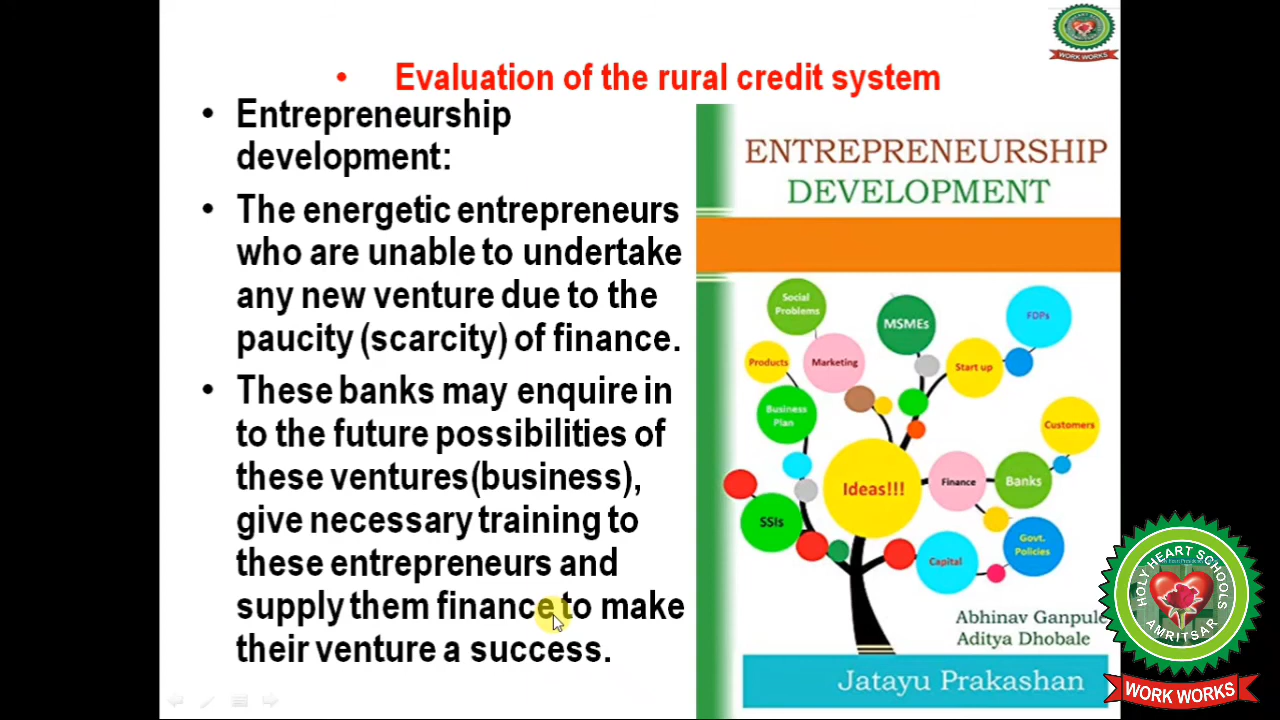 WORK WORKS
• Evaluation of the rural credit system
• Entrepreneurship
development:
• The energetic entrepreneurs
who are unable to undertake
any new venture due to the
paucity (scarcity) of finance.
• These banks may enquire in
to the future possibilities of
these ventures(business),
give necessary training to
these entrepreneurs and
supply them finance to make
their venture a success.
ENTREPRENEURSHIP
DEVELOPMENT
Social
Problems
MSMEs
FDPs
Products
Marketing
Start up
Business
Plan
Customers
Ideas!!!
Finance
Banks
SSIs
Capital
Govt.
Policies
Abhinav Ganpule
Aditya Dhobale
Jatayu Prakashan
HOLY HEART SCHOOLS
AMRITSAR
WORK WORKS